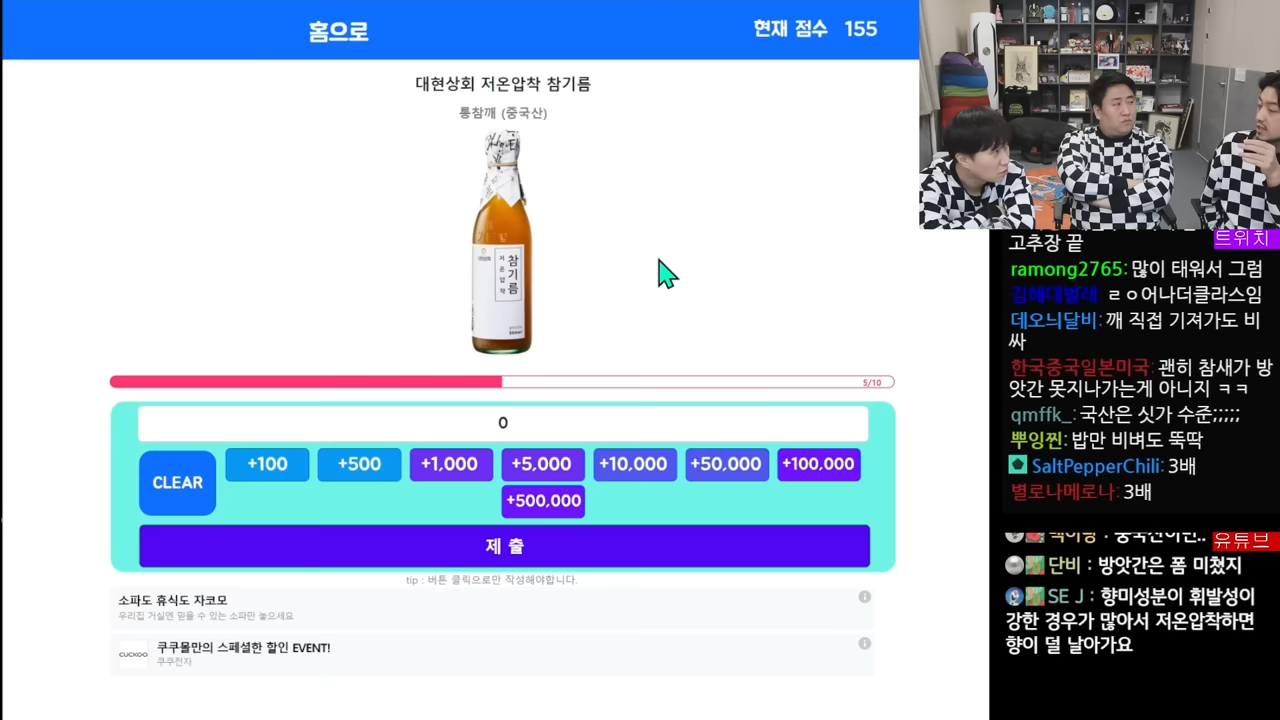 홈으로
현재 점수 155
대현상회 저온압착 참기름
통참깨 (중국산)
참기름
저온압착
5/10
0
CLEAR
+100
+500
+1,000
+5,000
+10,000
+50,000
+100,000
+500,000
제 출
tip : 버튼 클릭으로만 작성해야합니다.
소파도 휴식도 자코모
우리집 거실엔 믿을 수 있는 소파만 놓으세요
CUCKOO
쿠쿠몰만의 스페셜한 할인 EVENT!
쿠쿠전자
고추장 끝
트위치
ramong2765: 많이 태워서 그럼
김해대벌레: ㄹㅇ어나더클라스임
데오늬달비: 깨 직접 기져가도 비
싸
한국중국일본미국: 괜히 참새가 방
앗간 못지나가는게 아니지 ㅋㅋ
qmffk_: 국산은 싯가 수준;;;;;
뿌잉찐: 밥만 비벼도 뚝딱
SaltPepperChili: 3배
별로나메로나: 3배
유튜브
단비 : 방앗간은 폼 미쳤지
SE J : 향미성분이 휘발성이
강한 경우가 많아서 저온압착하면
향이 덜 날아가요